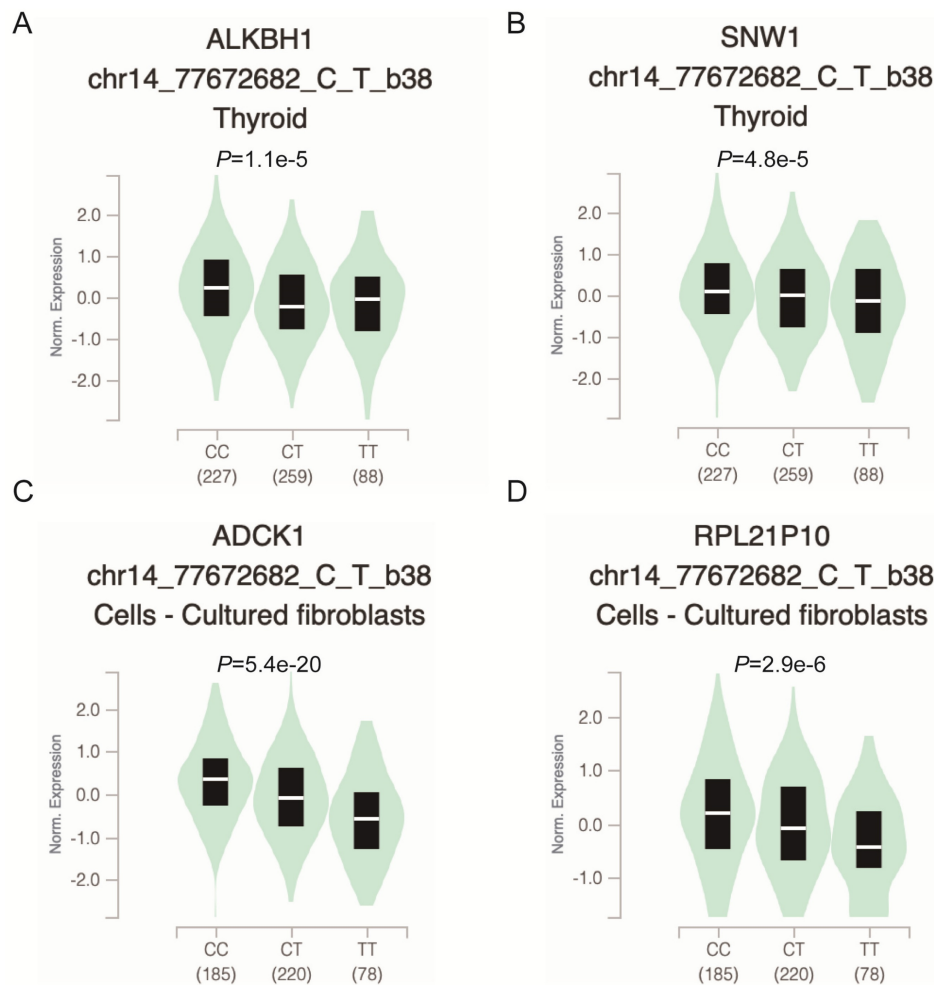 A
ALKBH1
chr14_77672682_C_T_b38
Thyroid
P=1.1e-5
Norm. Expression
2.0
1.0
0.0
-1.0
-2.0
CC
CT
TT
(227)
(259)
(88)
B
SNW1
chr14_77672682_C_T_b38
Thyroid
P=4.8e-5
Norm. Expression
2.0
1.0
0.0
-1.0
-2.0
CC
CT
TT
(227)
(259)
(88)
C
ADCK1
chr14_77672682_C_T_b38
Cells - Cultured fibroblasts
P=5.4e-20
Norm. Expression
2.0
1.0
0.0
-1.0
-2.0
CC
CT
TT
(185)
(220)
(78)
D
RPL21P10
chr14_77672682_C_T_b38
Cells - Cultured fibroblasts
P=2.9e-6
Norm. Expression
2.0
1.0
0.0
-1.0
CC
CT
TT
(185)
(220)
(78)